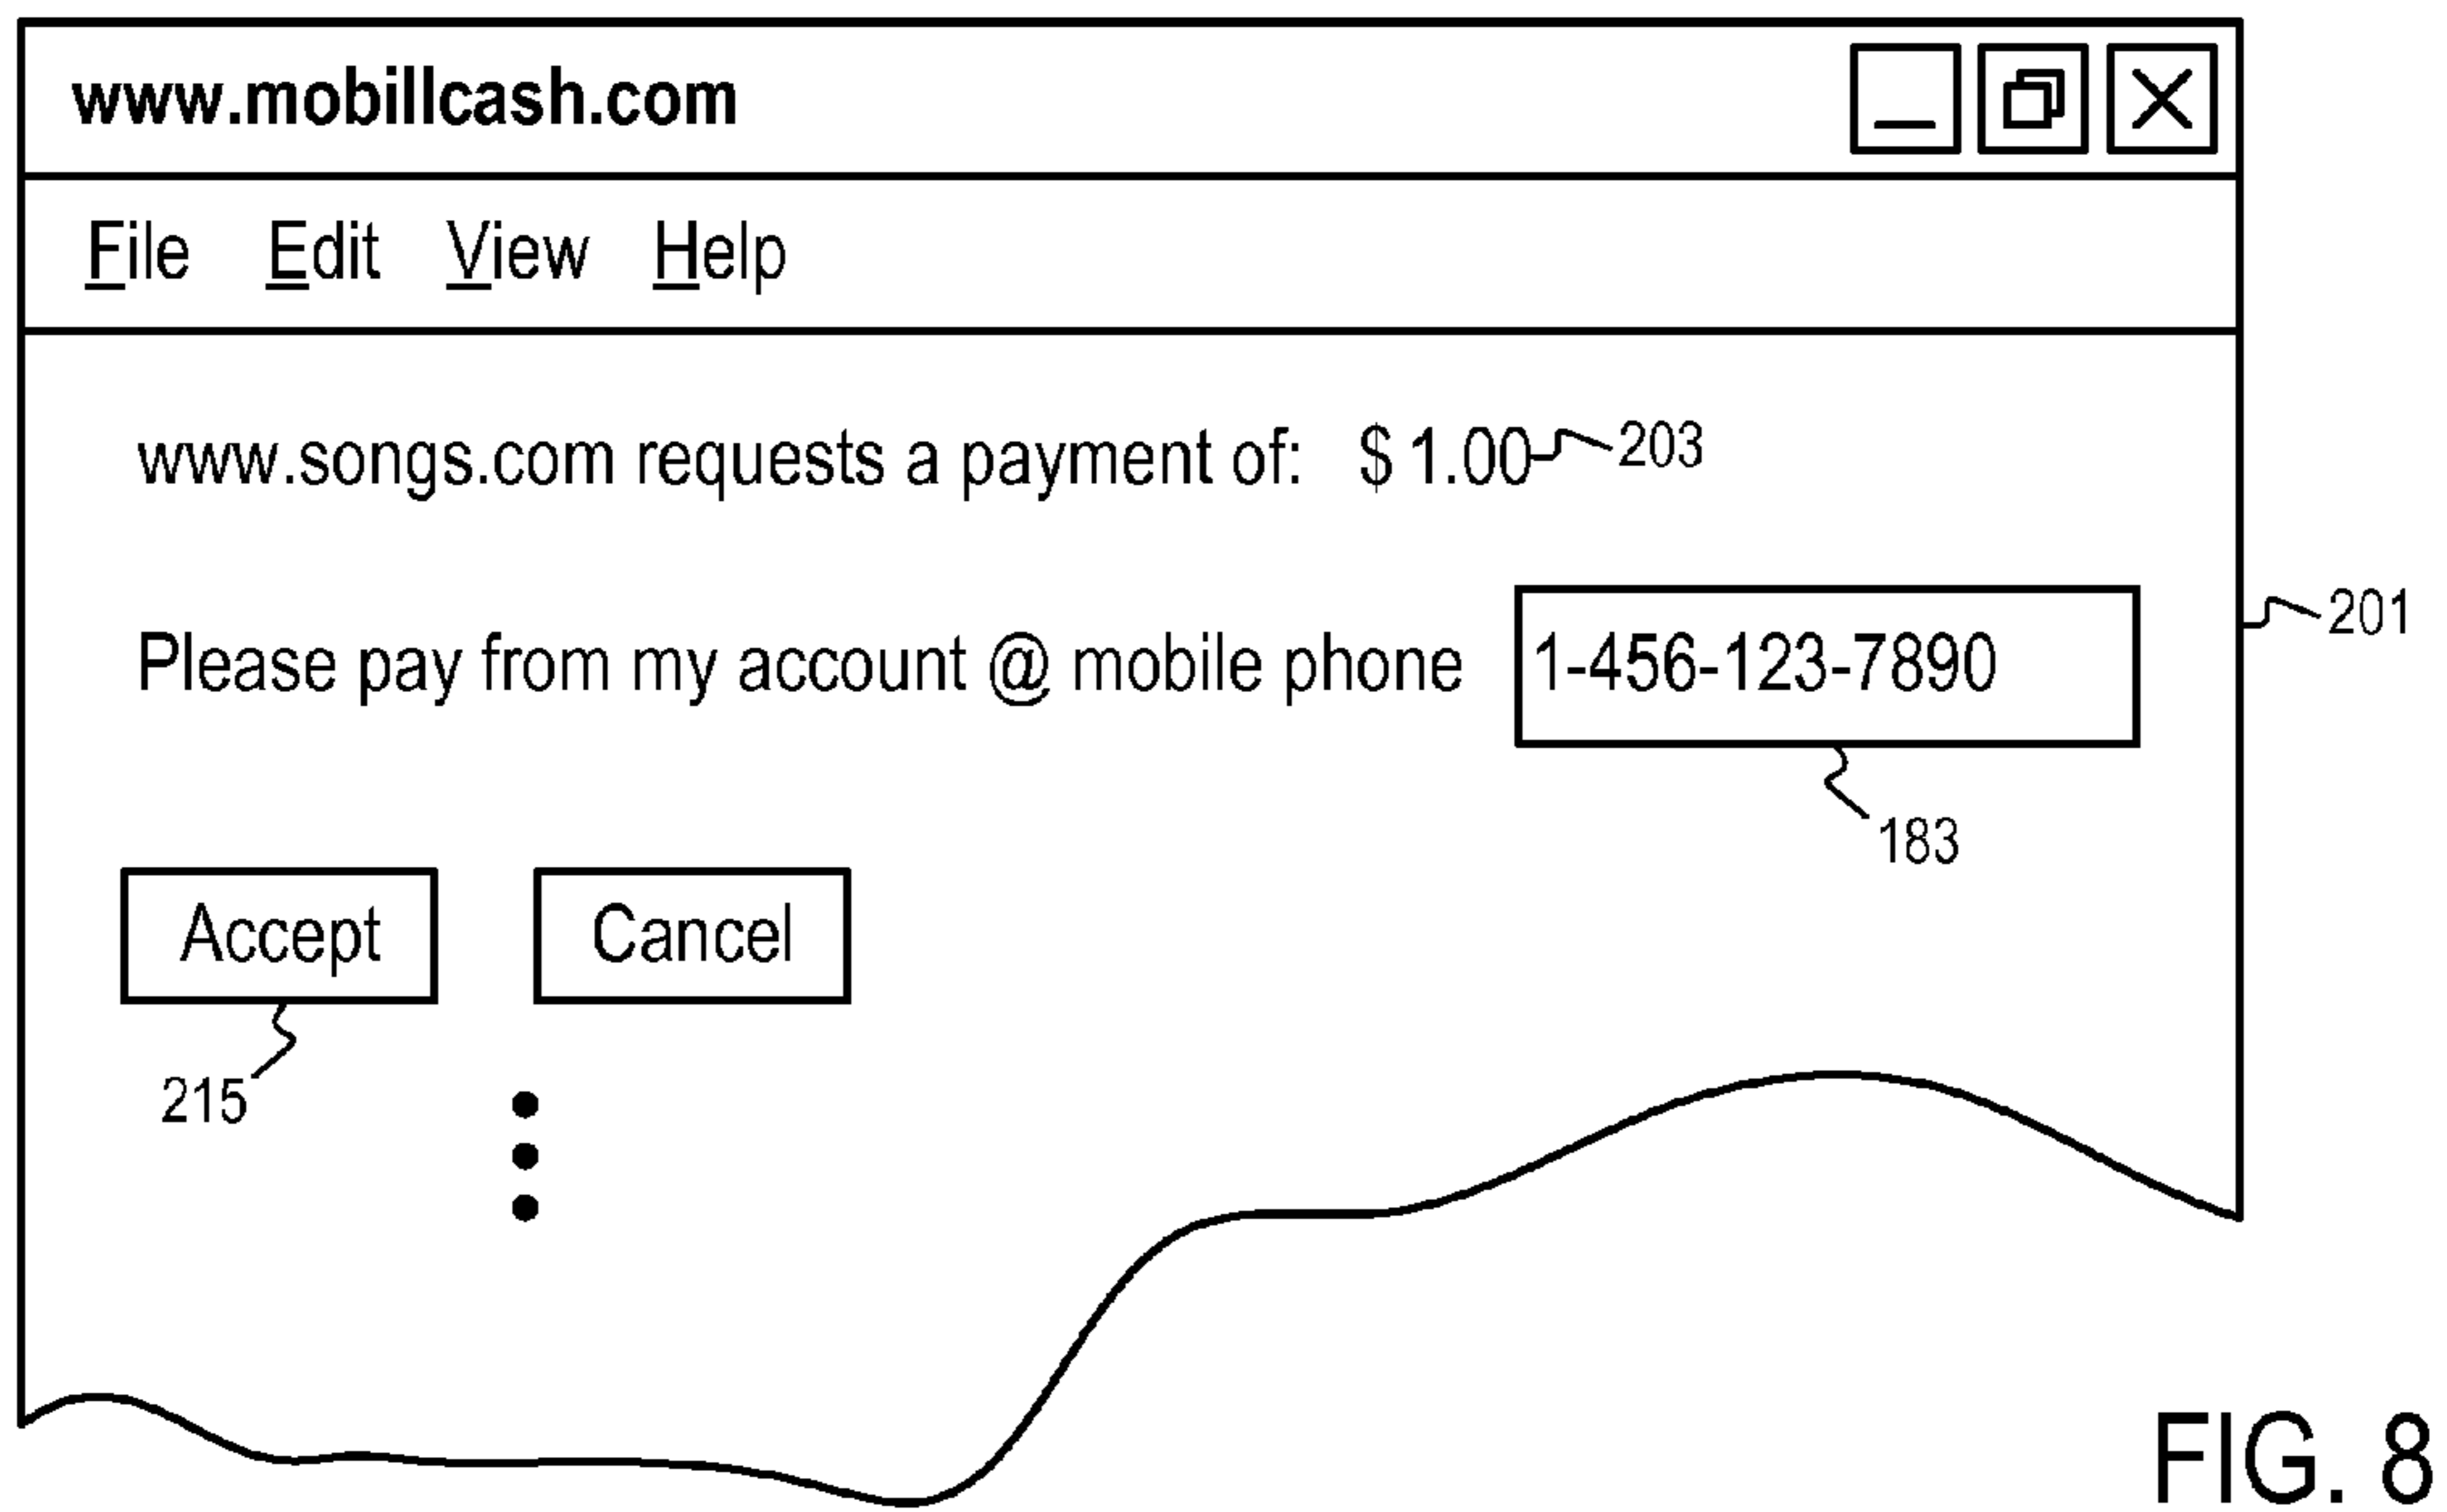 www.mobillcash.com
File Edit View Help
www.songs.com requests a payment of: $ 1.00 203
201
Please pay from my account @ mobile phone 1-456-123-7890
183
Accept Cancel
215
FIG. 8